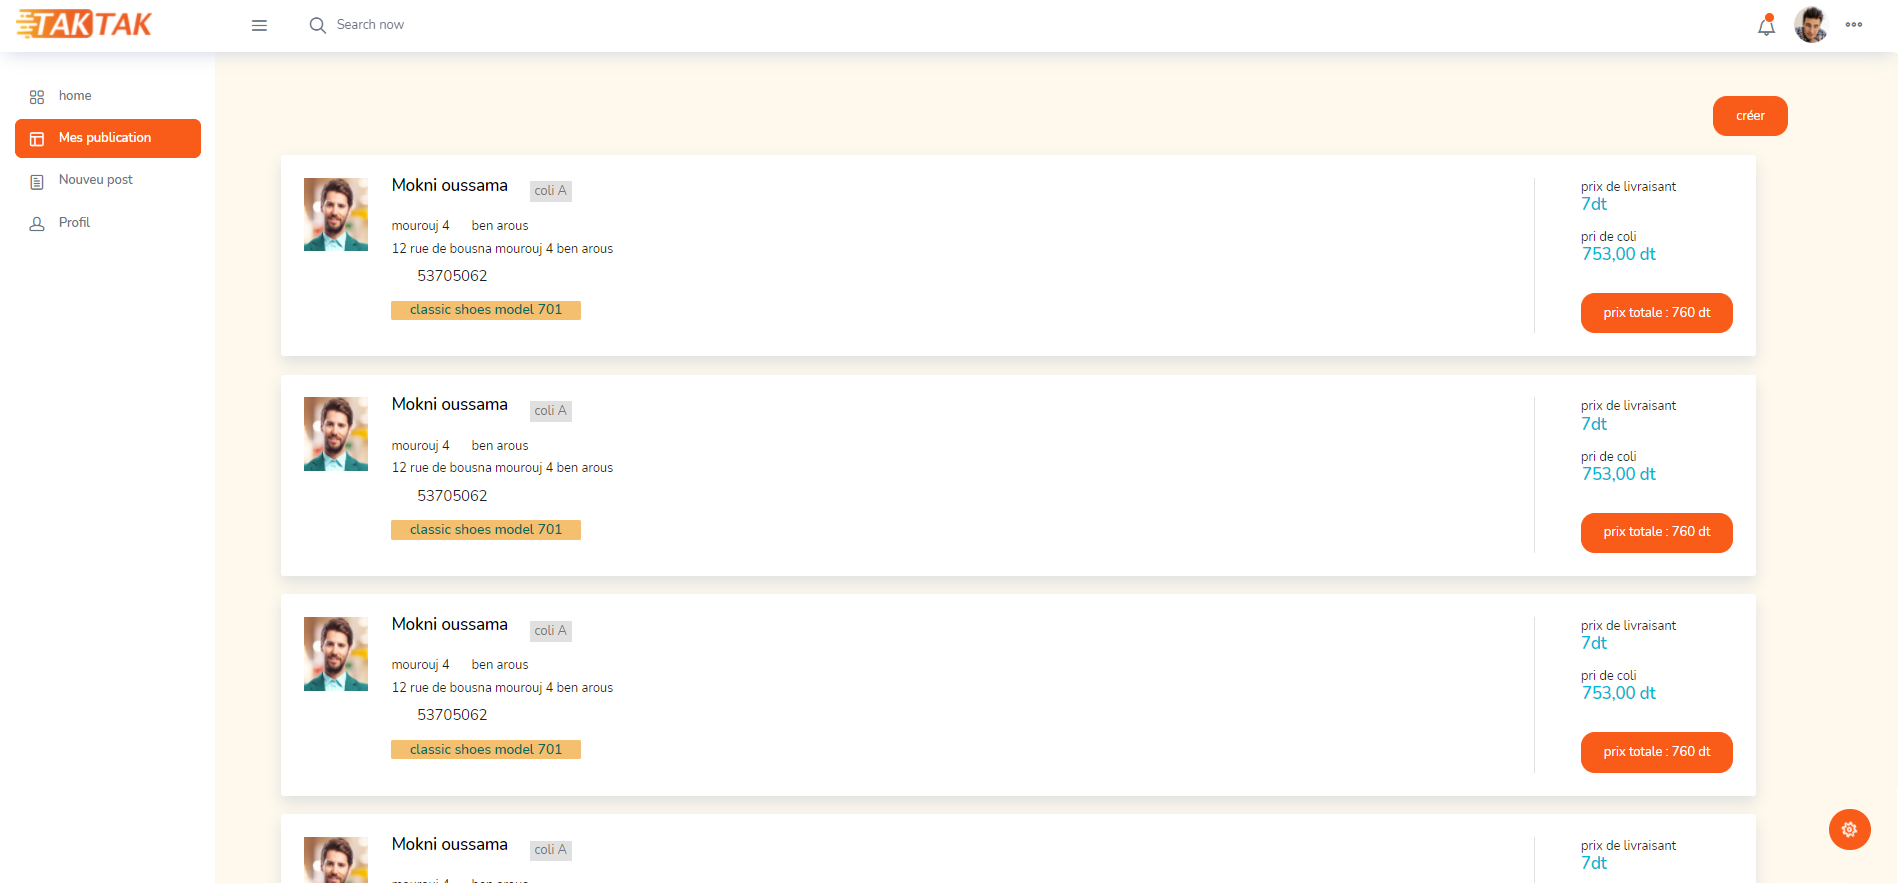 TAKTAK
Search now
home
Mes publication
Nouveu post
Profil
créer
Mokni oussama coli A
mourouj 4 ben arous
12 rue de bousna mourouj 4 ben arous
53705062
classic shoes model 701
prix de livraisant
7dt
pri de coli
753,00 dt
prix totale : 760 dt
Mokni oussama coli A
mourouj 4 ben arous
12 rue de bousna mourouj 4 ben arous
53705062
classic shoes model 701
prix de livraisant
7dt
pri de coli
753,00 dt
prix totale : 760 dt
Mokni oussama coli A
mourouj 4 ben arous
12 rue de bousna mourouj 4 ben arous
53705062
classic shoes model 701
prix de livraisant
7dt
pri de coli
753,00 dt
prix totale : 760 dt
Mokni oussama coli A
prix de livraisant
7dt